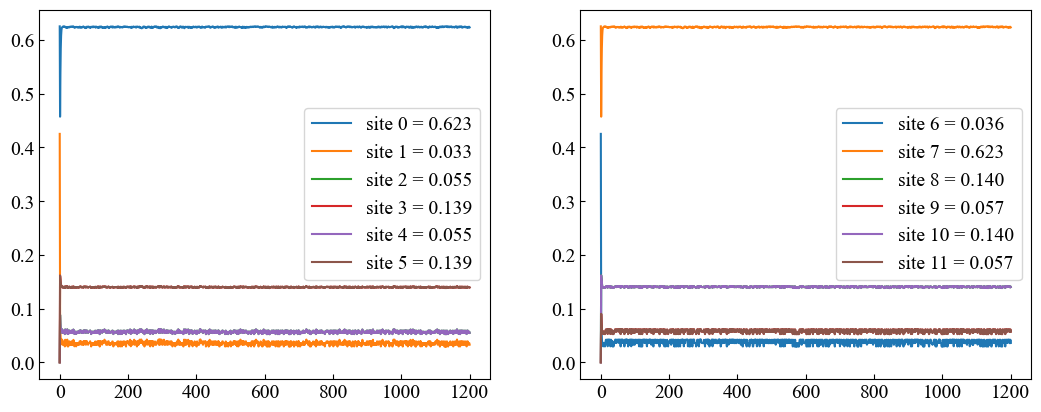 0.6
0.5
0.4
0.3
0.2
0.1
0.0
site 0 = 0.623
site 1 = 0.033
site 2 = 0.055
site 3 = 0.139
site 4 = 0.055
site 5 = 0.139
0 200 400 600 800 1000 1200
0.6
0.5
0.4
0.3
0.2
0.1
0.0
site 6 = 0.036
site 7 = 0.623
site 8 = 0.140
site 9 = 0.057
site 10 = 0.140
site 11 = 0.057
0 200 400 600 800 1000 1200